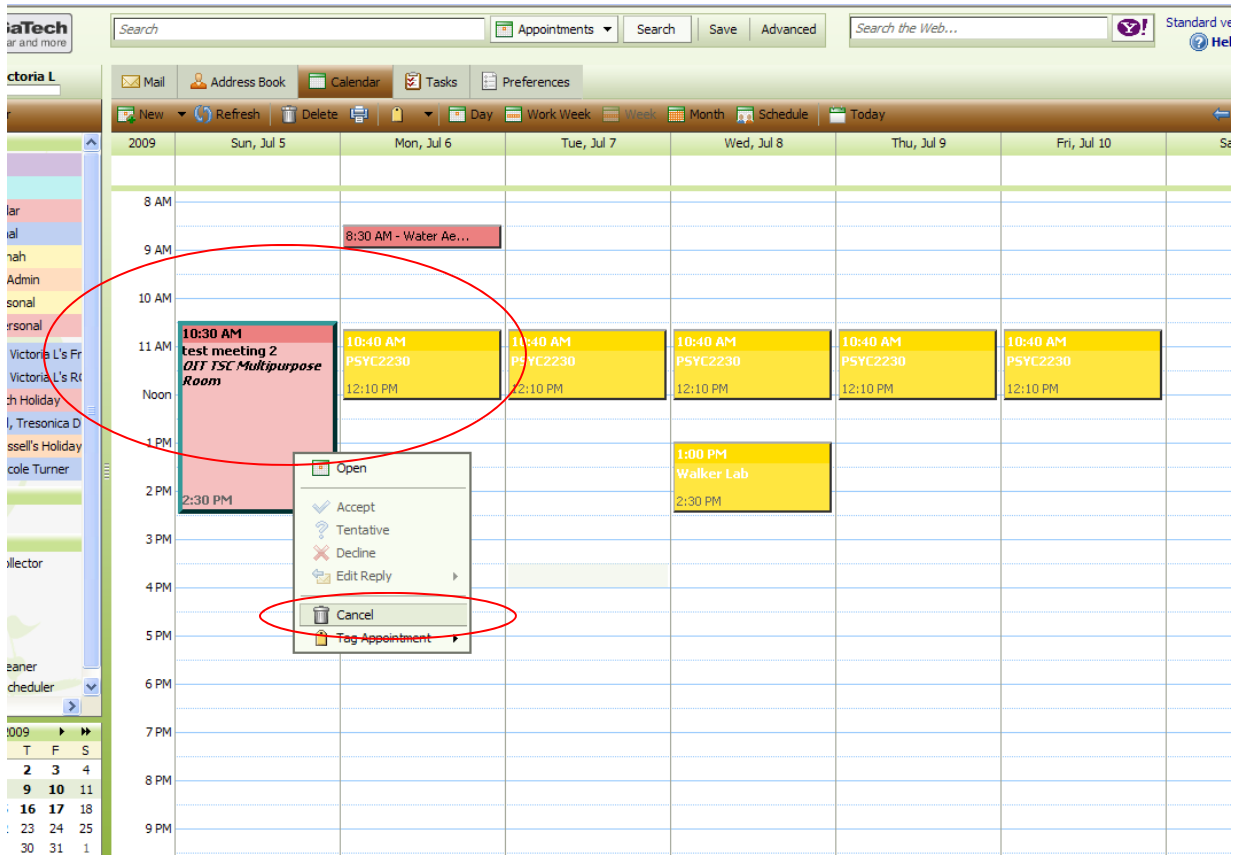 GaTech
Search
Appointments
Search
Save
Advanced
Search the Web...
Y!
Standard ve
ar and more
Hel
ctoria L
Mail
Address Book
Calendar
Tasks
Preferences
r
New
Refresh
Delete
Day
Work Week
Week
Month
Schedule
Today
2009
Sun, Jul 5
Mon, Jul 6
Tue, Jul 7
Wed, Jul 8
Thu, Jul 9
Fri, Jul 10
Sa
lar
al
nah
Admin
sonal
ersonal
Victoria L's Fr
Victoria L's R
ch Holiday
l, Tresonica D
ssell's Holiday
cole Turner
ollector
eaner
cheduler
8 AM
9 AM
10 AM
11 AM
Noon
1 PM
2 PM
3 PM
4 PM
5 PM
6 PM
7 PM
8 PM
9 PM
8:30 AM - Water Ae...
10:30 AM
test meeting 2
OIT TSC Multipurpose
Room
2:30 PM
10:40 AM
PSYC2230
12:10 PM
10:40 AM
PSYC2230
12:10 PM
10:40 AM
PSYC2230
12:10 PM
10:40 AM
PSYC2230
12:10 PM
10:40 AM
PSYC2230
12:10 PM
1:00 PM
Walker Lab
2:30 PM
Open
Accept
Tentative
Decline
Edit Reply
Cancel
Tag Appointment
2009
T F S
2 3 4
9 10 11
16 17 18
23 24 25
30 31 1